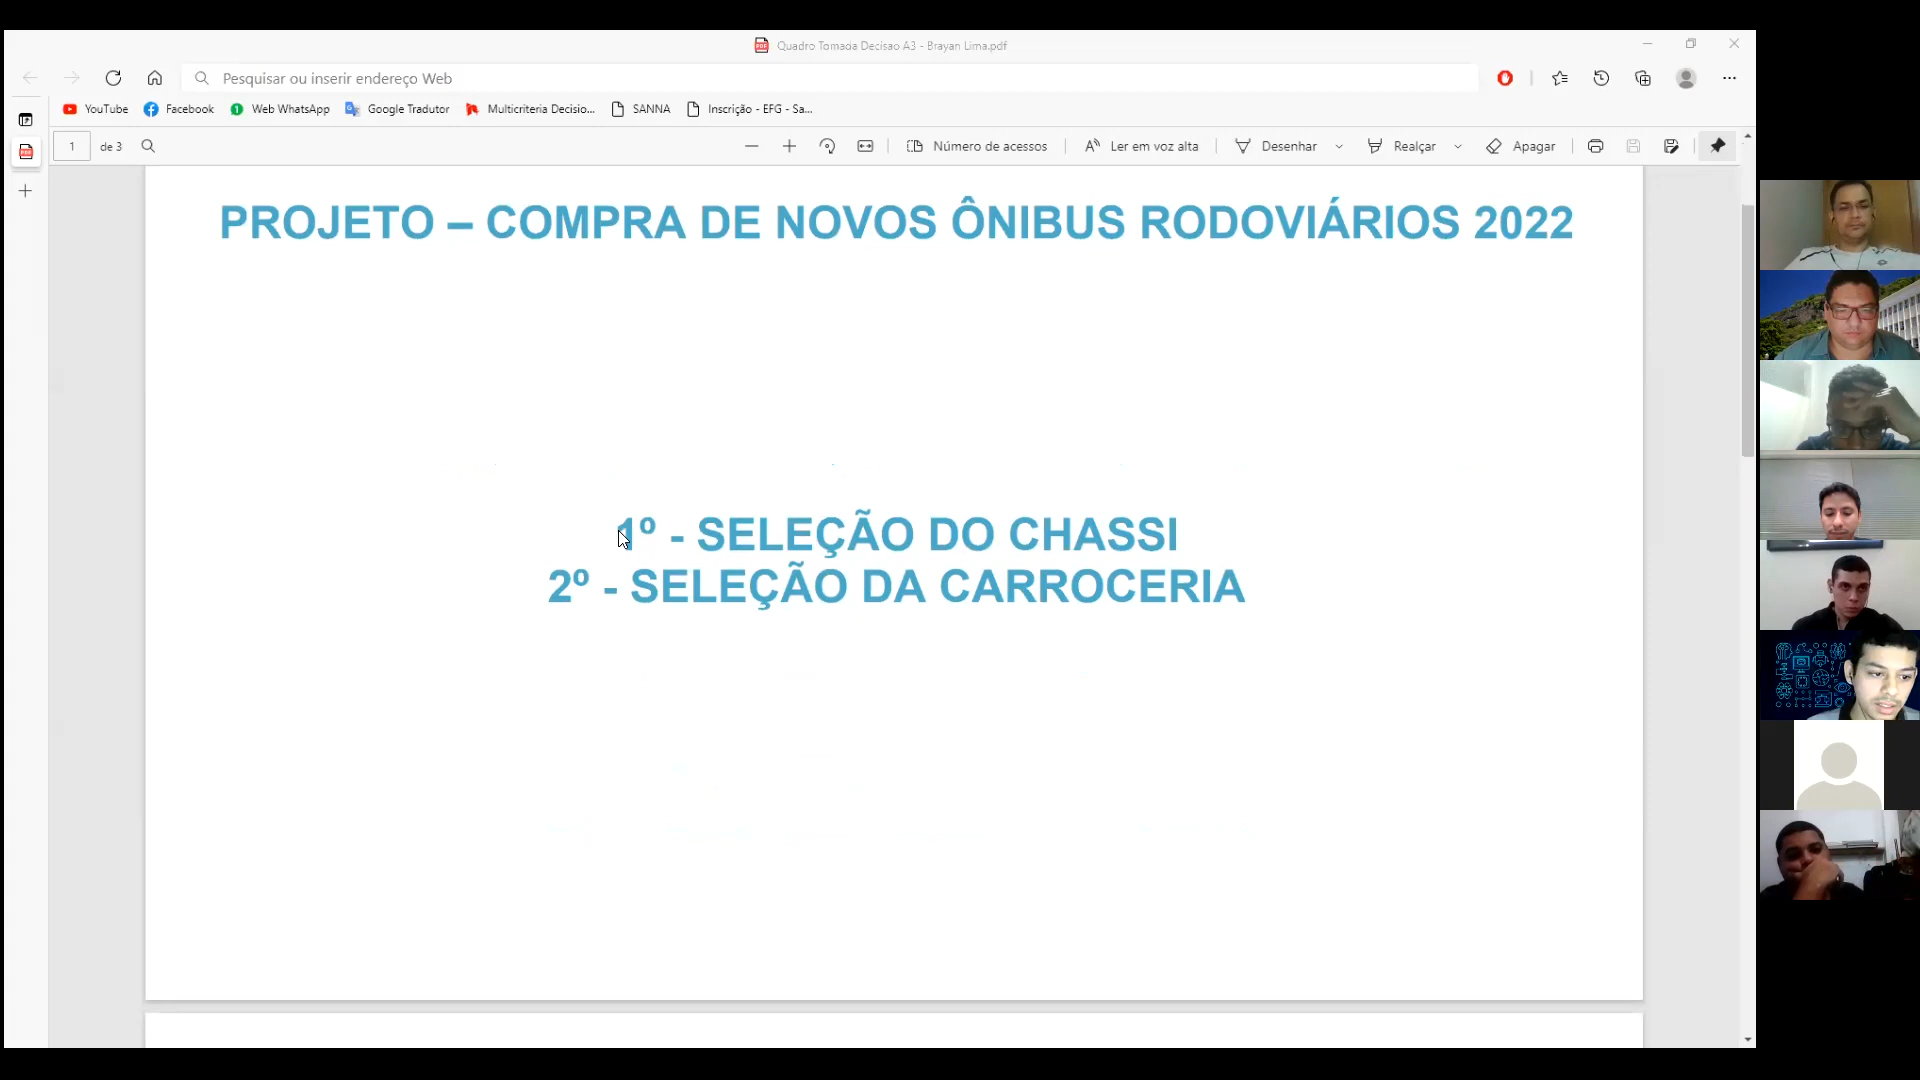 Quadro Tomada Decisao A3 - Brayan Lima.pdf
Pesquisar ou inserir endereço Web
YouTube Facebook Web WhatsApp Google Tradutor Multicriteria Decisio... SANNA Inscrição - EFG - Sa...
1 de 3 Número de acessos Ler em voz alta Desenhar Realçar Apagar
PROJETO – COMPRA DE NOVOS ÔNIBUS RODOVIÁRIOS 2022
1º - SELEÇÃO DO CHASSI
2º - SELEÇÃO DA CARROCERIA